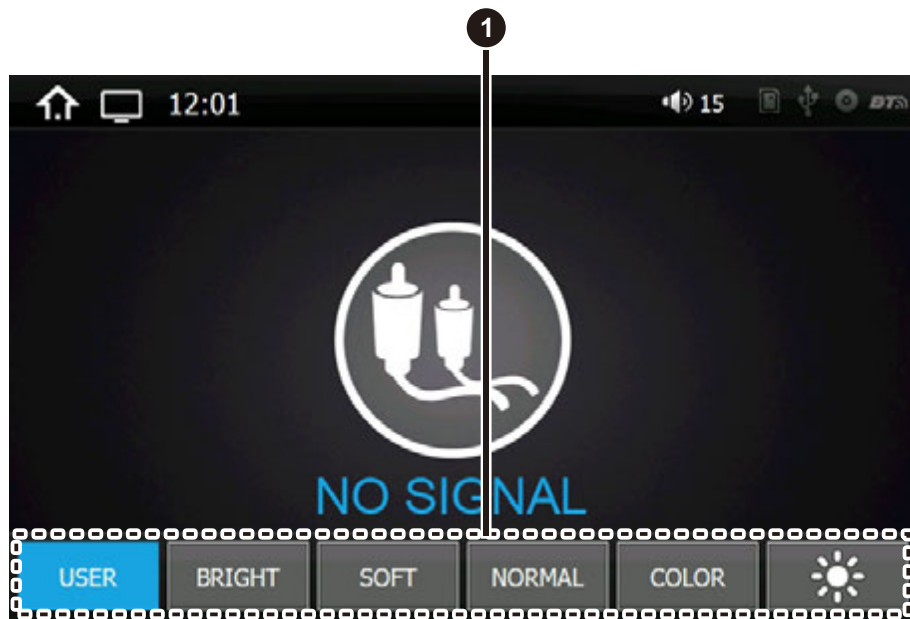 1
12:01
15
BT
NO SIGNAL
USER BRIGHT SOFT NORMAL COLOR